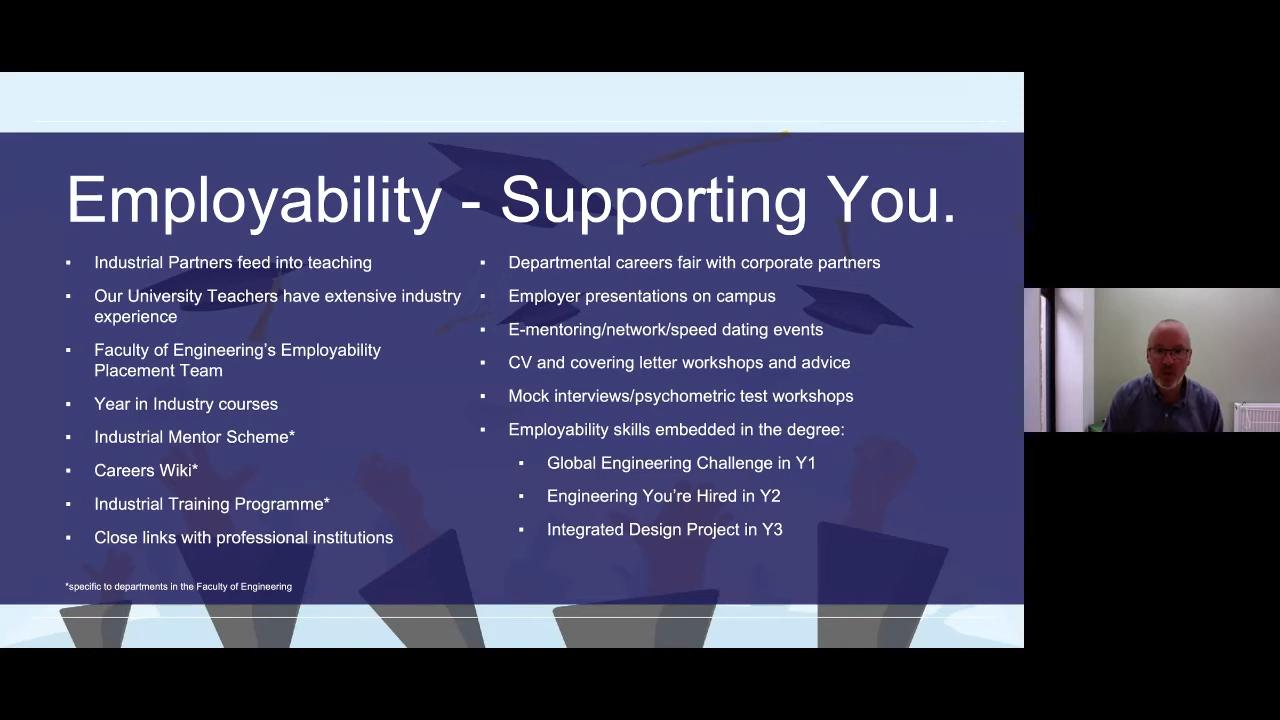 Employability - Supporting You.
▪ Industrial Partners feed into teaching
▪ Our University Teachers have extensive industry
experience
▪ Faculty of Engineering's Employability
Placement Team
▪ Year in Industry courses
▪ Industrial Mentor Scheme*
▪ Careers Wiki*
▪ Industrial Training Programme*
▪ Close links with professional institutions
▪ Departmental careers fair with corporate partners
▪ Employer presentations on campus
▪ E-mentoring/network/speed dating events
▪ CV and covering letter workshops and advice
▪ Mock interviews/psychometric test workshops
▪ Employability skills embedded in the degree:
▪ Global Engineering Challenge in Y1
▪ Engineering You're Hired in Y2
▪ Integrated Design Project in Y3
*specific to departments in the Faculty of Engineering